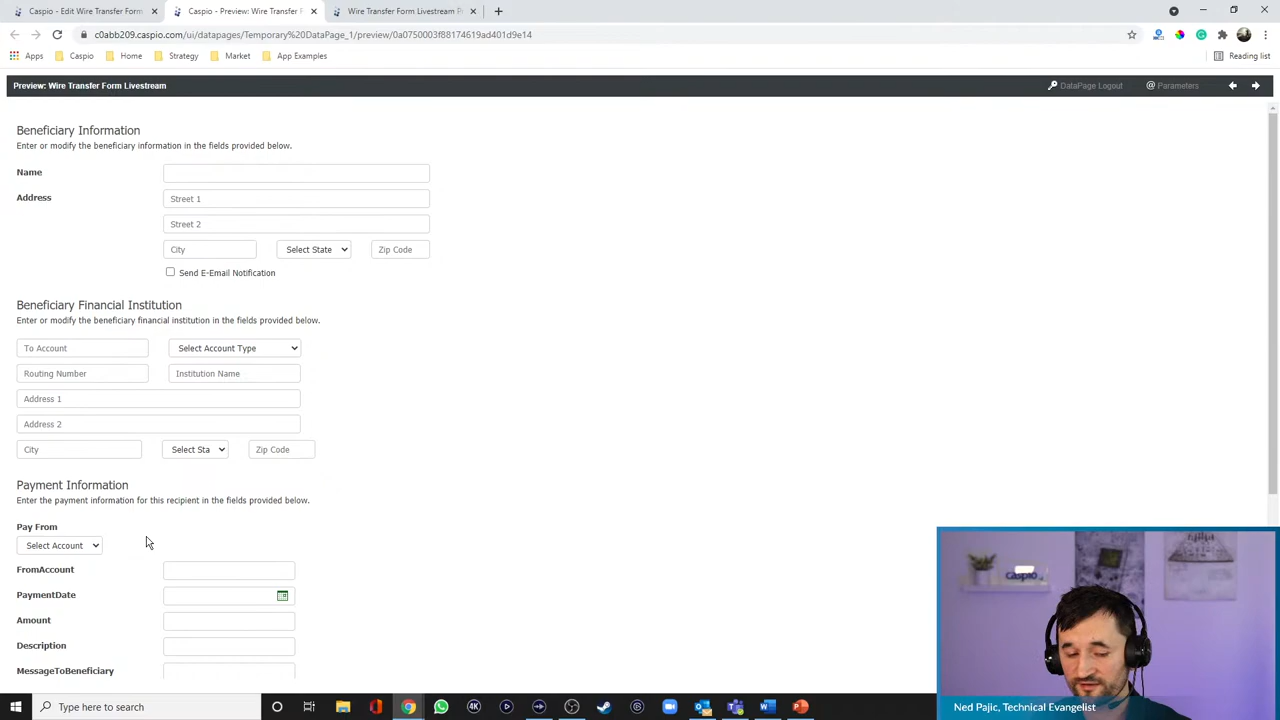 Caspio - Edit Wire Transfer Form
Caspio - Preview: Wire Transfer F
Wire Transfer Form Livestream P
c0abb209.caspio.com/ui/datapages/Temporary%20DataPage_1/preview/0a0750003f88174619ad401d9e14
Apps
Caspio
Home
Strategy
Market
App Examples
Reading list
Preview: Wire Transfer Form Livestream
DataPage Logout
@ Parameters
Beneficiary Information
Enter or modify the beneficiary information in the fields provided below.
Name
Address
Street 1
Street 2
City
Select State
Zip Code
Send E-Email Notification
Beneficiary Financial Institution
Enter or modify the beneficiary financial institution in the fields provided below.
To Account
Select Account Type
Routing Number
Institution Name
Address 1
Address 2
City
Select Sta
Zip Code
Payment Information
Enter the payment information for this recipient in the fields provided below.
Pay From
Select Account
FromAccount
PaymentDate
Amount
Description
MessageToBeneficiary
caspio
Ned Pajic, Technical Evangelist
Type here to search
4K